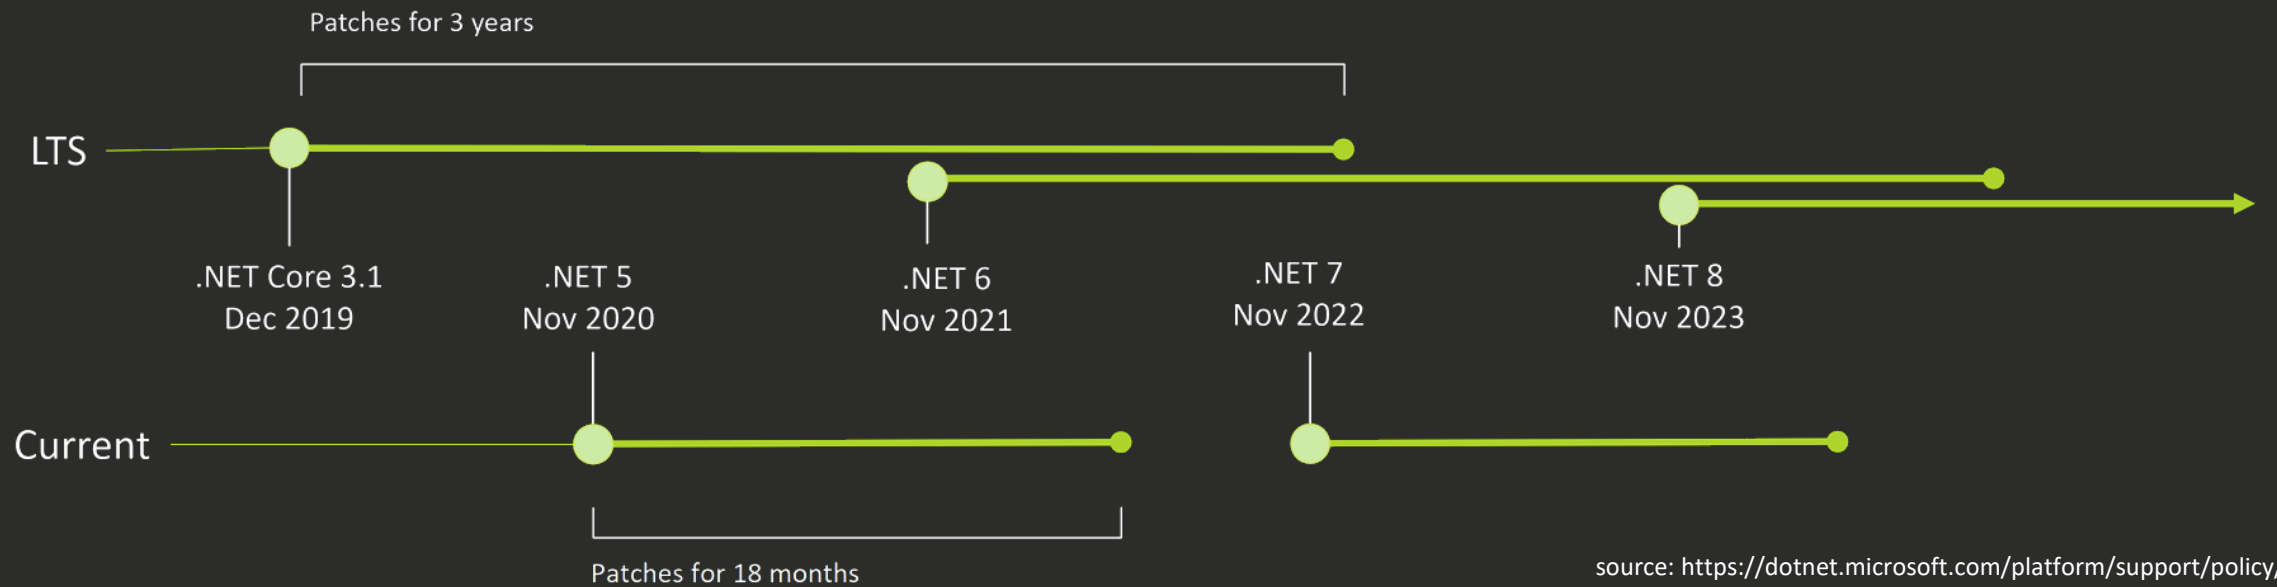 Patches for 3 years
LTS
.NET Core 3.1
Dec 2019
.NET 5
Nov 2020
.NET 6
Nov 2021
.NET 7
Nov 2022
.NET 8
Nov 2023
Current
Patches for 18 months
source: https://dotnet.microsoft.com/platform/support/policy/